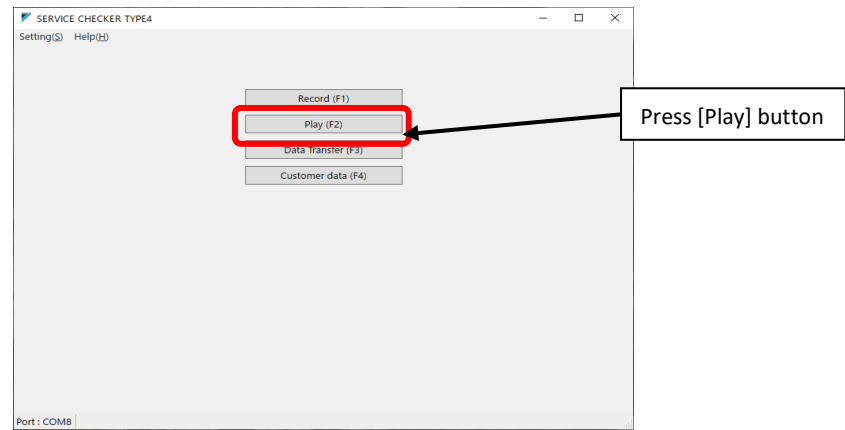 SERVICE CHECKER TYPE4
Setting(S) Help(H)
Record (F1)
Play (F2)
Press [Play] button
Data Transfer (F3)
Customer data (F4)
Port : COM8